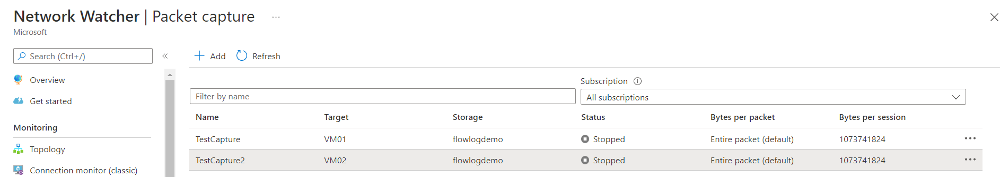 Network Watcher | Packet capture ...
Microsoft
Search (Ctrl+/)
«
Overview
Get started
Monitoring
Topology
Connection monitor (classic)
Add Refresh
Subscription
Filter by name All subscriptions
Name Target Storage Status Bytes per packet Bytes per session
TestCapture VM01 flowlogdemo Stopped Entire packet (default) 1073741824 ...
TestCapture2 VM02 flowlogdemo Stopped Entire packet (default) 1073741824 ...